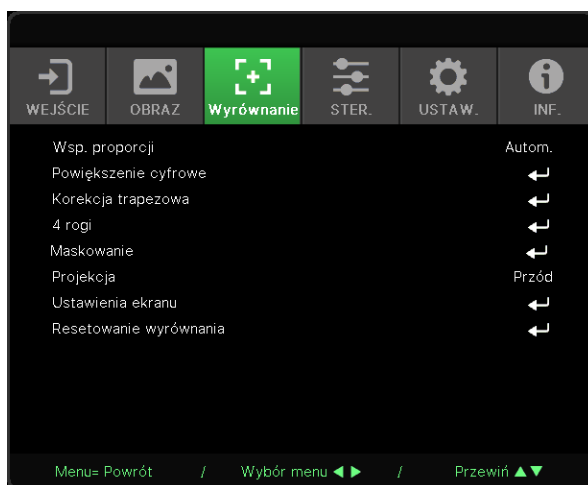 WEJŚCIE OBRAZ Wyrównanie STER. USTAW. INF.
Wsp. proporcji Autom.
Powiększenie cyfrowe
Korekcja trapezowa
4 rogi
Maskowanie
Projekcja Przód
Ustawienia ekranu
Resetowanie wyrównania
Menu= Powrót / Wybór menu ◀ ▶ / Przewiń ▲▼